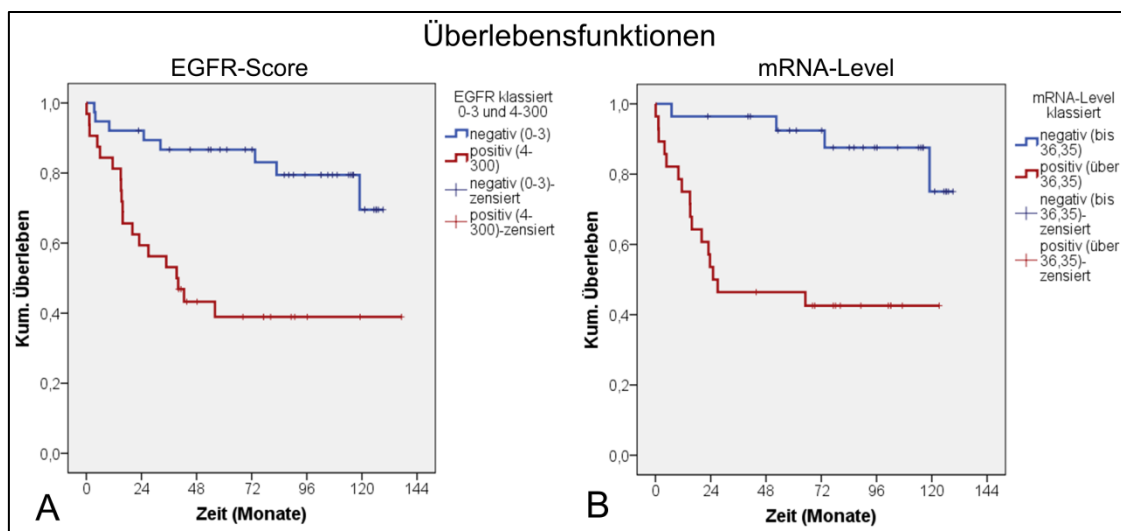 Überlebensfunktionen
EGFR-Score
Kum. Überleben
1,0
0,8
0,6
0,4
0,2
0,0
0 24 48 72 96 120 144
Zeit (Monate)
A
EGFR klassiert
0-3 und 4-300
negativ (0-3)
positiv (4-
300)
negativ (0-3)-
zensiert
positiv (4-
300)-zensiert
mRNA-Level
Kum. Überleben
1,0
0,8
0,6
0,4
0,2
0,0
0 24 48 72 96 120 144
Zeit (Monate)
B
mRNA-Level
klassiert
negativ (bis
36,35)
positiv (über
36,35)
negativ (bis
36,35)-
zensiert
positiv (über
36,35)-
zensiert